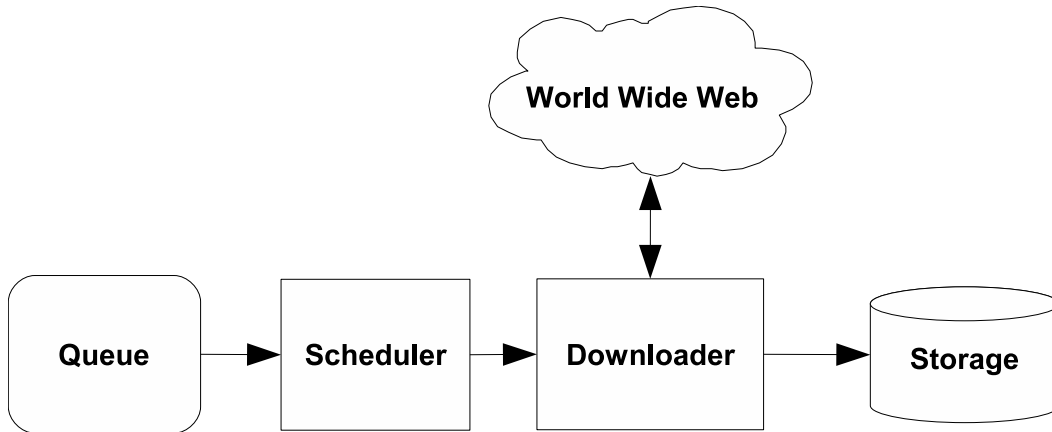 World Wide Web
Queue
Scheduler
Downloader
Storage